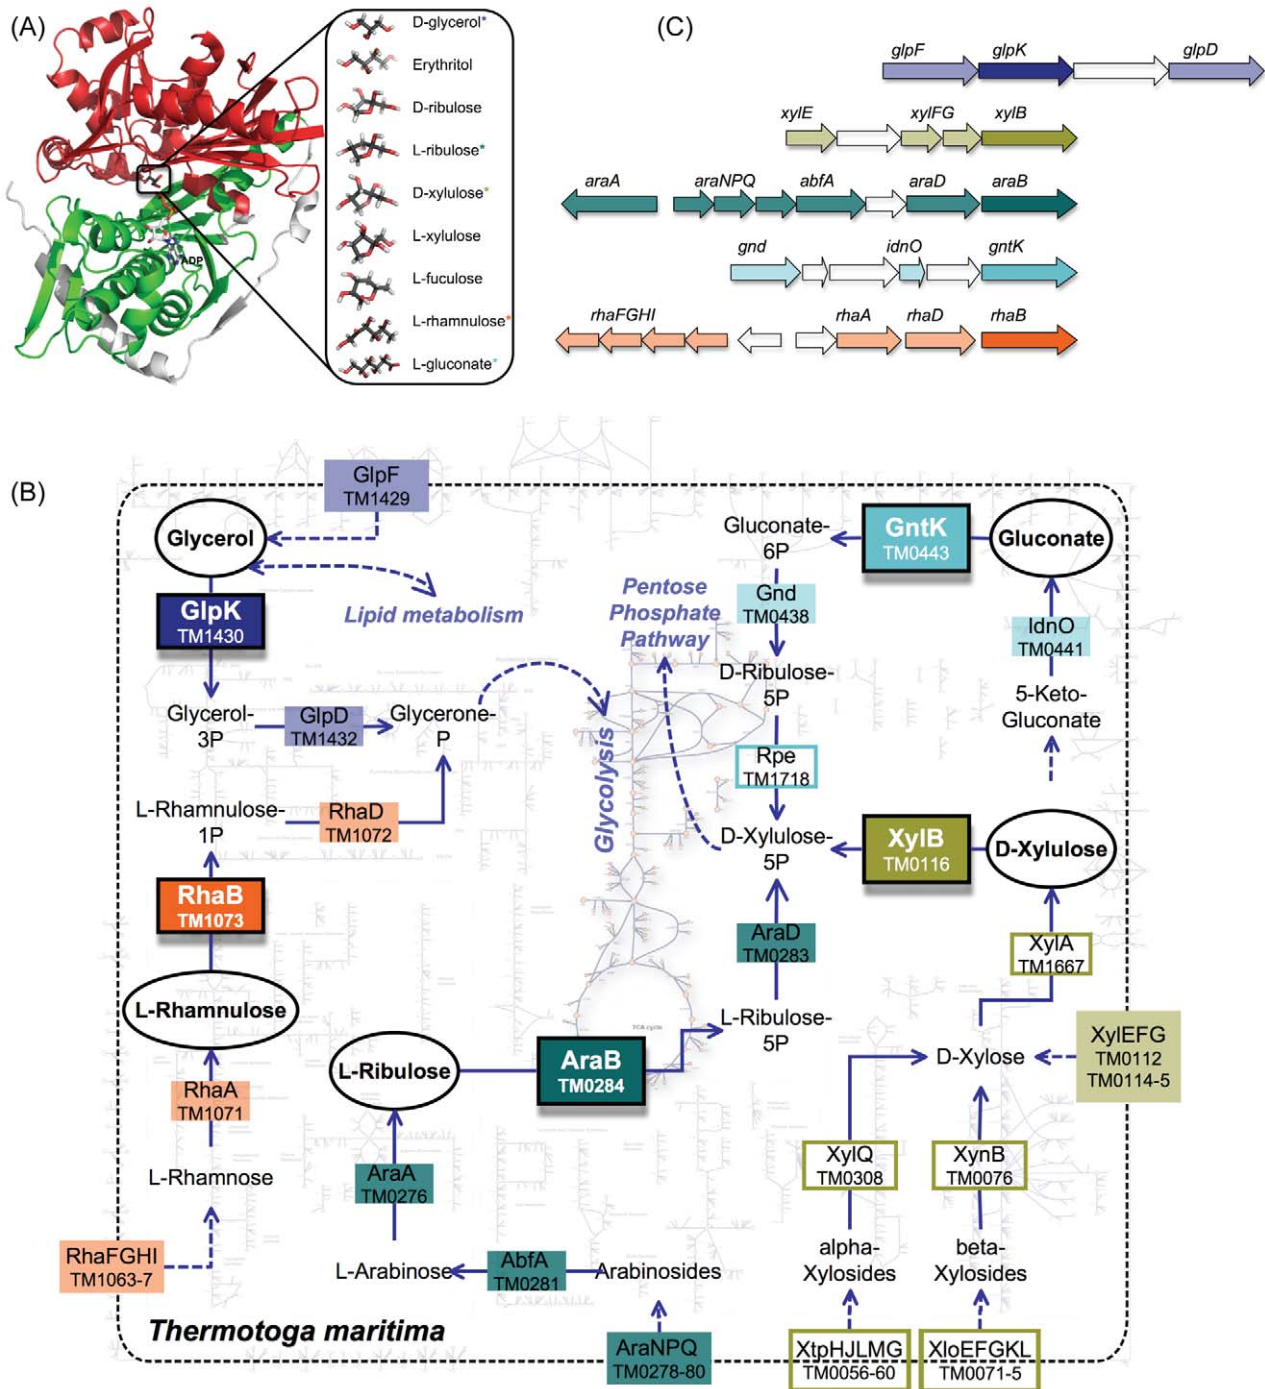 (A)
D-glycerol*
Erythritol
D-ribulose
L-ribulose*
D-xylulose*
L-xylulose
L-fuculose
L-rhamnulose*
L-gluconate*
ADP
(C)
glpF glpK glpD
xylE xylFG xylB
araA araNPQ abfA araD araB
gnd idnO gntK
rhaFGHI rhaA rhaD rhaB
(B)
GlpF
TM1429
Glycerol
GlpK
TM1430
Lipid metabolism
Glycerol-
3P
GlpD
TM1432
Glycerone-
P
L-Rhamnulose-
1P
RhaD
TM1072
RhaB
TM1073
L-Rhamnulose
RhaA
TM1071
L-Rhamnose
RhaFGHI
TM1063-7
Glycolysis
Pentose
Phosphate
Pathway
Gluconate-
6P
GntK
TM0443
Gluconate
Gnd
TM0438
IdnO
TM0441
D-Ribulose-
5P
5-Keto-
Gluconate
Rpe
TM1718
D-Xylulose-
5P
XylB
TM0116
D-Xylulose
AraD
TM0283
XylA
TM1667
L-Ribulose-
5P
TCA cycle
L-Ribulose
AraB
TM0284
D-Xylose
XylEFG
TM0112
TM0114-5
AraA
TM0276
XylQ
TM0308
XynB
TM0076
L-Arabinose
AbfA
TM0281
Arabinosides
alpha-
Xylosides
beta-
Xylosides
Thermotoga maritima
AraNPQ
TM0278-80
XtpHJLMG
TM0056-60
XloEFGKL
TM0071-5